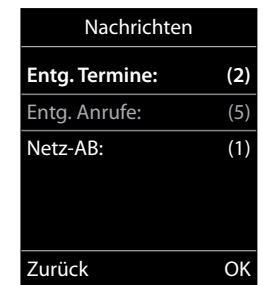 Nachrichten
Entg. Termine: (2)
Entg. Anrufe: (5)
Netz-AB: (1)
Zurück OK